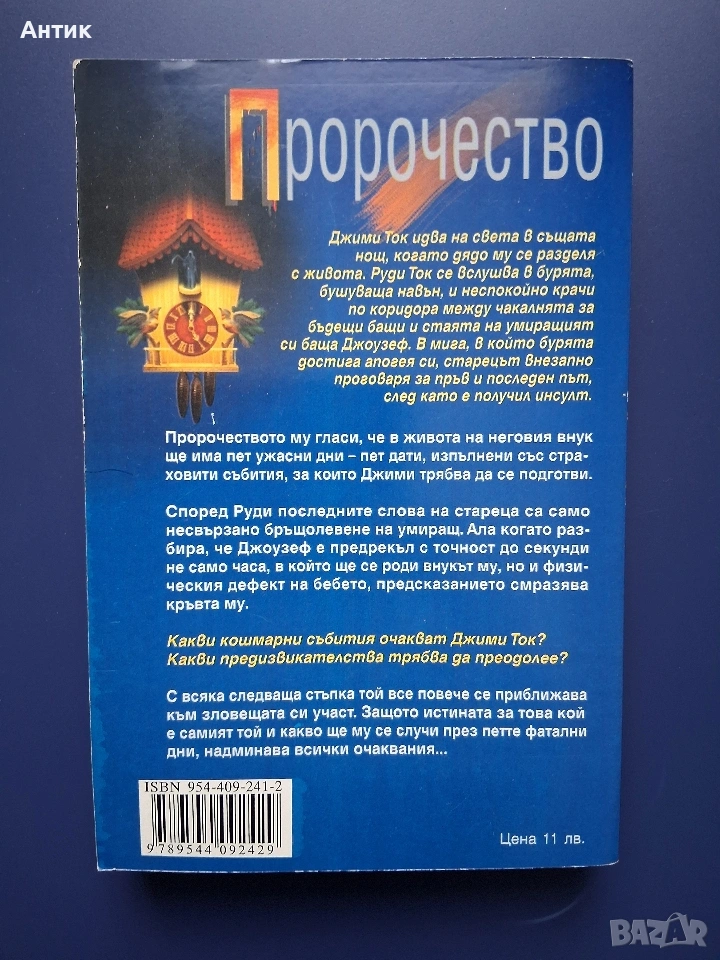 Антик
Пророчество
Джими Ток идва на света в същата
нощ, когато дядо му се разделя
с живота. Руди Ток се вслушва в бурята,
бушуваща навън, и неспокойно крачи
по коридора между чакалнята за
бъдещи бащи и стаята на умиращият
си баща Джоузеф. В мига, в който бурята
достига апогея си, старецът внезапно
проговаря за пръв и последен път,
след като е получил инсулт.
Пророчеството му гласи, че в живота на неговия внук
ще има пет ужасни дни – пет дати, изпълнени със стра-
ховити събития, за които Джими трябва да се подготви.
Според Руди последните слова на стареца са само
несвързано бръщолевене на умиращ. Ала когато раз-
бира, че Джоузеф е предрекъл с точност до секунди
не само часа, в който ще се роди внукът му, но и физи-
ческия дефект на бебето, предсказанието смразява
кръвта му.
Какви кошмарни събития очакват Джими Ток?
Какви предизвикателства трябва да преодолее?
С всяка следваща стъпка той все повече се приближава
към зловещата си участ. Защото истината за това кой
е самият той и какво ще му се случи през петте фатални
дни, надминава всички очаквания...
ISBN 954-409-241-2
9 789544 092429
Цена 11 лв.
BAZAR